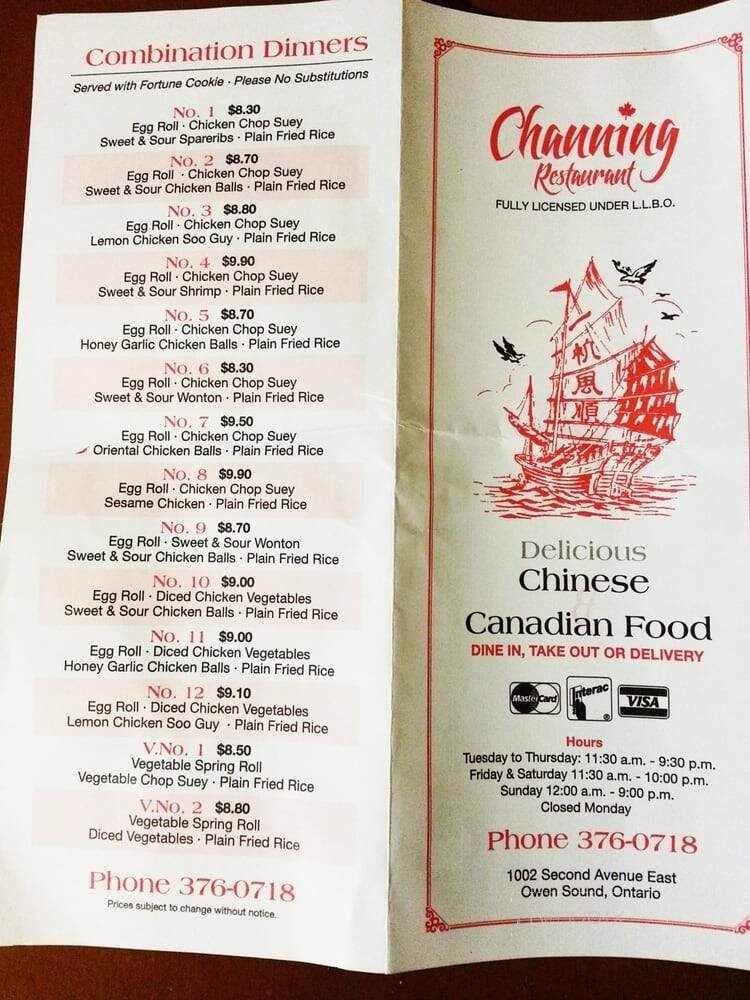 Combination Dinners
Served with Fortune Cookie · Please No Substitutions
No. 1 $8.30
Egg Roll · Chicken Chop Suey
Sweet & Sour Spareribs · Plain Fried Rice
No. 2 $8.70
Egg Roll · Chicken Chop Suey
Sweet & Sour Chicken Balls · Plain Fried Rice
No. 3 $8.80
Egg Roll · Chicken Chop Suey
Lemon Chicken Soo Guy · Plain Fried Rice
No. 4 $9.90
Egg Roll · Chicken Chop Suey
Sweet & Sour Shrimp · Plain Fried Rice
No. 5 $8.70
Egg Roll · Chicken Chop Suey
Honey Garlic Chicken Balls · Plain Fried Rice
No. 6 $8.30
Egg Roll · Chicken Chop Suey
Sweet & Sour Wonton · Plain Fried Rice
No. 7 $9.50
Egg Roll · Chicken Chop Suey
Oriental Chicken Balls · Plain Fried Rice
No. 8 $9.90
Egg Roll · Chicken Chop Suey
Sesame Chicken · Plain Fried Rice
No. 9 $8.70
Egg Roll · Sweet & Sour Wonton
Sweet & Sour Chicken Balls · Plain Fried Rice
No. 10 $9.00
Egg Roll · Diced Chicken Vegetables
Sweet & Sour Chicken Balls · Plain Fried Rice
No. 11 $9.00
Egg Roll · Diced Chicken Vegetables
Honey Garlic Chicken Balls · Plain Fried Rice
No. 12 $9.10
Egg Roll · Diced Chicken Vegetables
Lemon Chicken Soo Guy · Plain Fried Rice
V.No. 1 $8.50
Vegetable Spring Roll
Vegetable Chop Suey · Plain Fried Rice
V.No. 2 $8.80
Vegetable Spring Roll
Diced Vegetables · Plain Fried Rice
Phone 376-0718
Prices subject to change without notice.
Channing
Restaurant
FULLY LICENSED UNDER L.L.B.O.
一
帆
風
順
Delicious
Chinese
Canadian Food
DINE IN, TAKE OUT OR DELIVERY
MasterCard Interac VISA
Hours
Tuesday to Thursday: 11:30 a.m. - 9:30 p.m.
Friday & Saturday 11:30 a.m. - 10:00 p.m.
Sunday 12:00 a.m. - 9:00 p.m.
Closed Monday
Phone 376-0718
1002 Second Avenue East
Owen Sound, Ontario